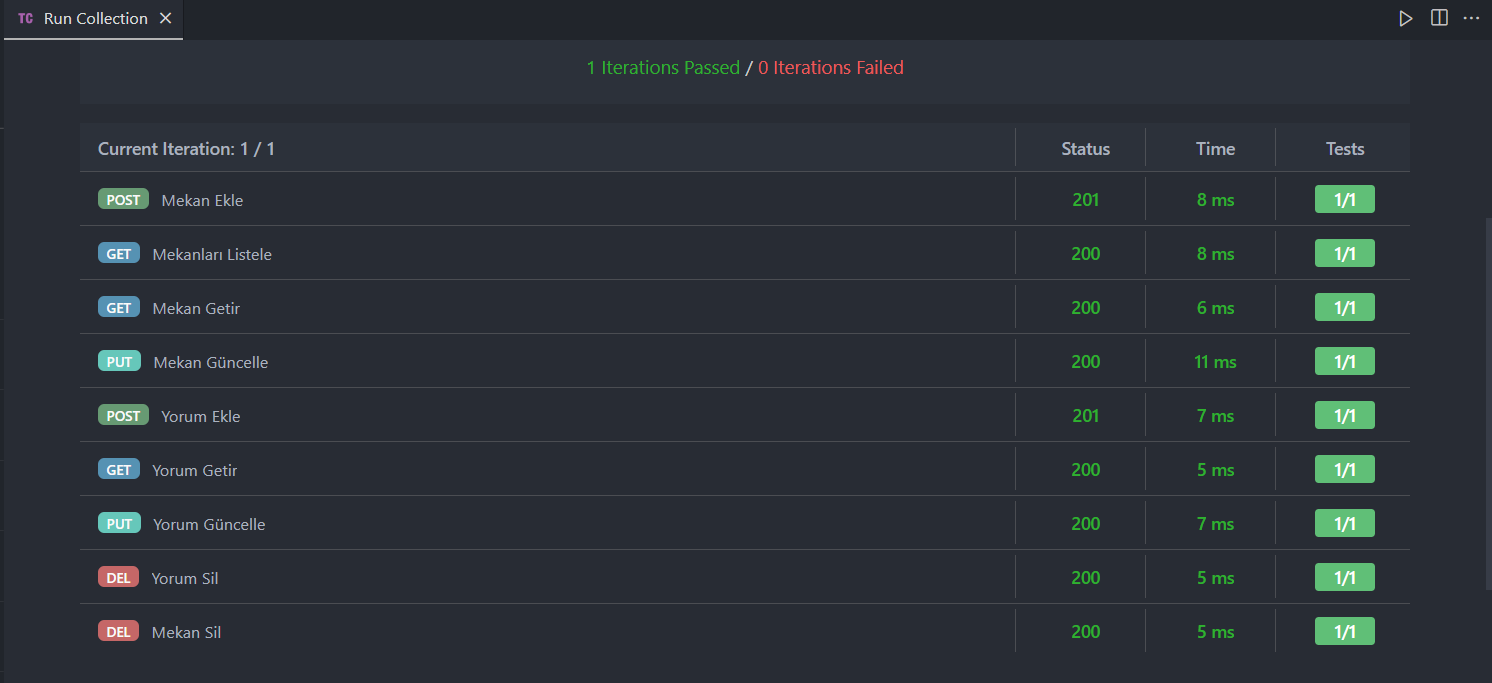 TC Run Collection
1 Iterations Passed / 0 Iterations Failed
Current Iteration: 1 / 1 Status Time Tests
POST Mekan Ekle 201 8 ms 1/1
GET Mekanları Listele 200 8 ms 1/1
GET Mekan Getir 200 6 ms 1/1
PUT Mekan Güncelle 200 11 ms 1/1
POST Yorum Ekle 201 7 ms 1/1
GET Yorum Getir 200 5 ms 1/1
PUT Yorum Güncelle 200 7 ms 1/1
DEL Yorum Sil 200 5 ms 1/1
DEL Mekan Sil 200 5 ms 1/1